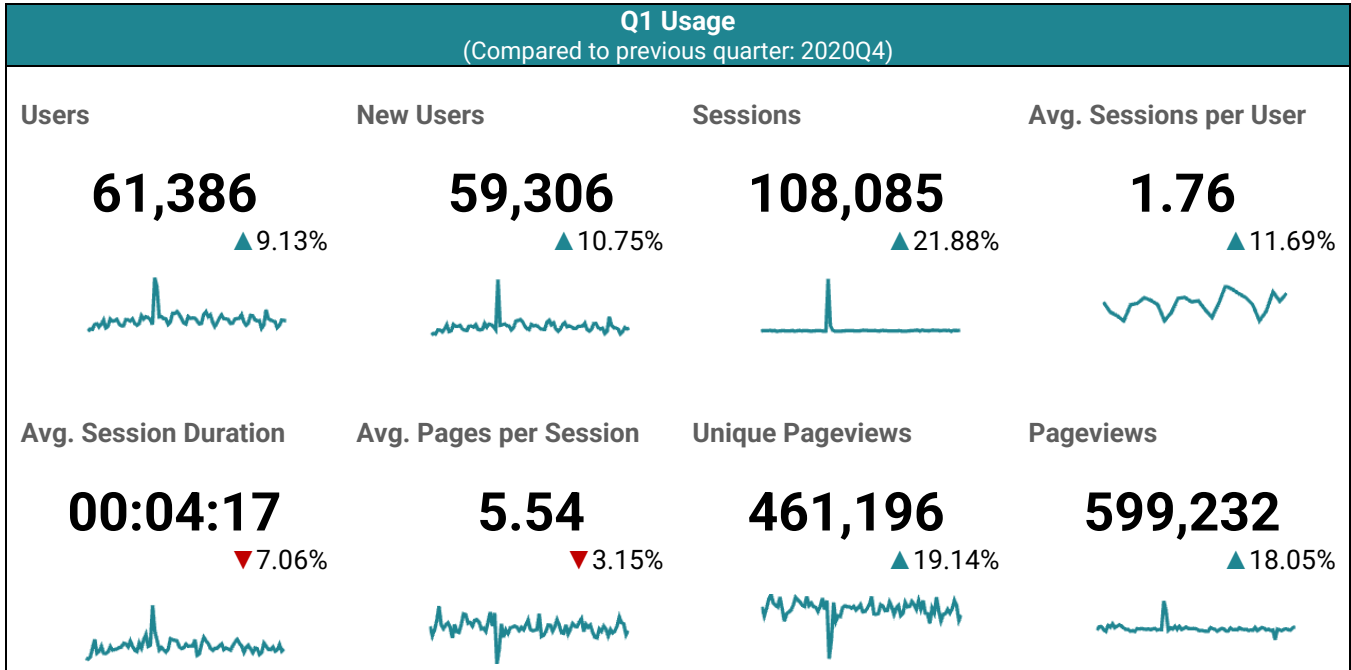 Q1 Usage
(Compared to previous quarter: 2020Q4)
Users
New Users
Sessions
Avg. Sessions per User
61,386
59,306
108,085
1.76
▲9.13%
▲10.75%
▲21.88%
▲11.69%
Avg. Session Duration
Avg. Pages per Session
Unique Pageviews
Pageviews
00:04:17
5.54
461,196
599,232
▼7.06%
▼3.15%
▲19.14%
▲18.05%